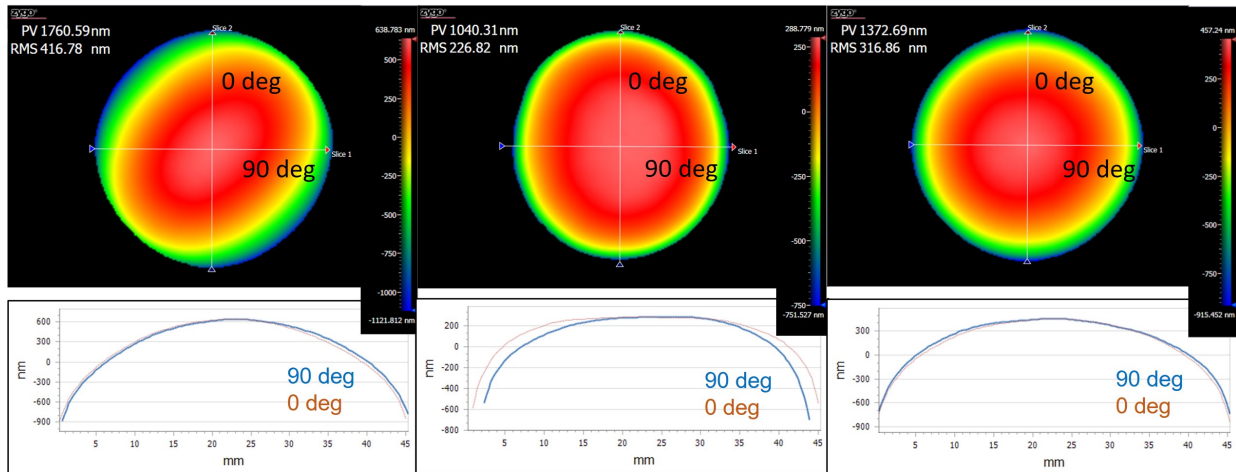 zygo
PV 1760.59 nm
RMS 416.78 nm
Slice 2
0 deg
90 deg
Slice 1
638.783 nm
500
250
0
-250
-500
-750
-1000
-1121.812 nm
zygo
PV 1040.31 nm
RMS 226.82 nm
Slice 2
0 deg
90 deg
Slice 1
288.779 nm
250
0
-250
-500
-750
-751.527 nm
zygo
PV 1372.69 nm
RMS 316.86 nm
Slice 2
0 deg
90 deg
Slice 1
457.24 nm
250
0
-250
-500
-915.452 nm
nm
600
300
0
-300
-600
-900
90 deg
0 deg
5 10 15 20 25 30 35 40 45
mm
nm
200
0
-200
-400
-600
-800
90 deg
0 deg
5 10 15 20 25 30 35 40 45
mm
nm
300
0
-300
-600
-900
90 deg
0 deg
5 10 15 20 25 30 35 40 45
mm